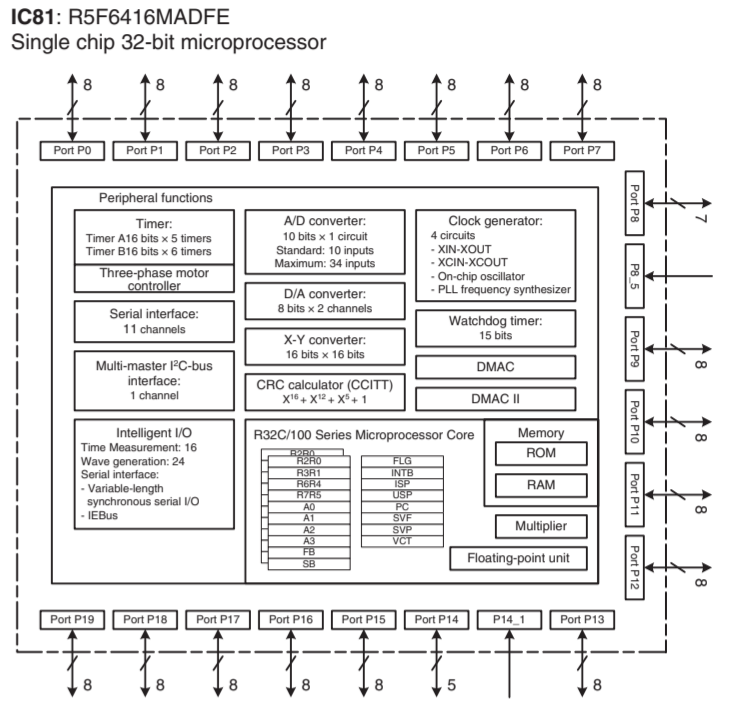 IC81: R5F6416MADFE
Single chip 32-bit microprocessor
8 8 8 8 8 8 8 8
Port P0 Port P1 Port P2 Port P3 Port P4 Port P5 Port P6 Port P7
Peripheral functions
Timer:
Timer A16 bits × 5 timers
Timer B16 bits × 6 timers
Three-phase motor
controller
Serial interface:
11 channels
Multi-master I²C-bus
interface:
1 channel
Intelligent I/O
Time Measurement: 16
Wave generation: 24
Serial interface:
- Variable-length
synchronous serial I/O
- IEBus
A/D converter:
10 bits × 1 circuit
Standard: 10 inputs
Maximum: 34 inputs
D/A converter:
8 bits × 2 channels
X-Y converter:
16 bits × 16 bits
CRC calculator (CCITT)
X¹⁶ + X¹² + X⁵ + 1
Clock generator:
4 circuits
- XIN-XOUT
- XCIN-XCOUT
- On-chip oscillator
- PLL frequency synthesizer
Watchdog timer:
15 bits
DMAC
DMAC II
R32C/100 Series Microprocessor Core
R2R0
R2R0
R3R1
R6R4
R7R5
A0
A1
A2
A3
FB
SB
FLG
INTB
ISP
USP
PC
SVF
SVP
VCT
Memory
ROM
RAM
Multiplier
Floating-point unit
Port P8
7
P8_5
Port P9
8
Port P10
8
Port P11
8
Port P12
8
Port P19 Port P18 Port P17 Port P16 Port P15 Port P14 P14_1 Port P13
8 8 8 8 8 5 8